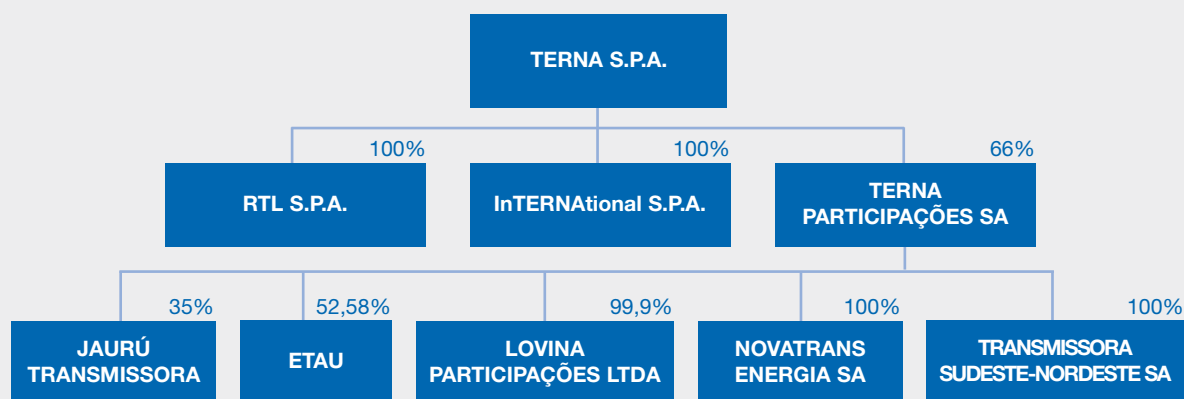 TERNA S.P.A.
100%
100%
66%
RTL S.P.A.
InTERNAtional S.P.A.
TERNA
PARTICIPAÇÕES SA
35%
52,58%
99,9%
100%
100%
JAURÚ
TRANSMISSORA
ETAU
LOVINA
PARTICIPAÇÕES LTDA
NOVATRANS
ENERGIA SA
TRANSMISSORA
SUDESTE-NORDESTE SA